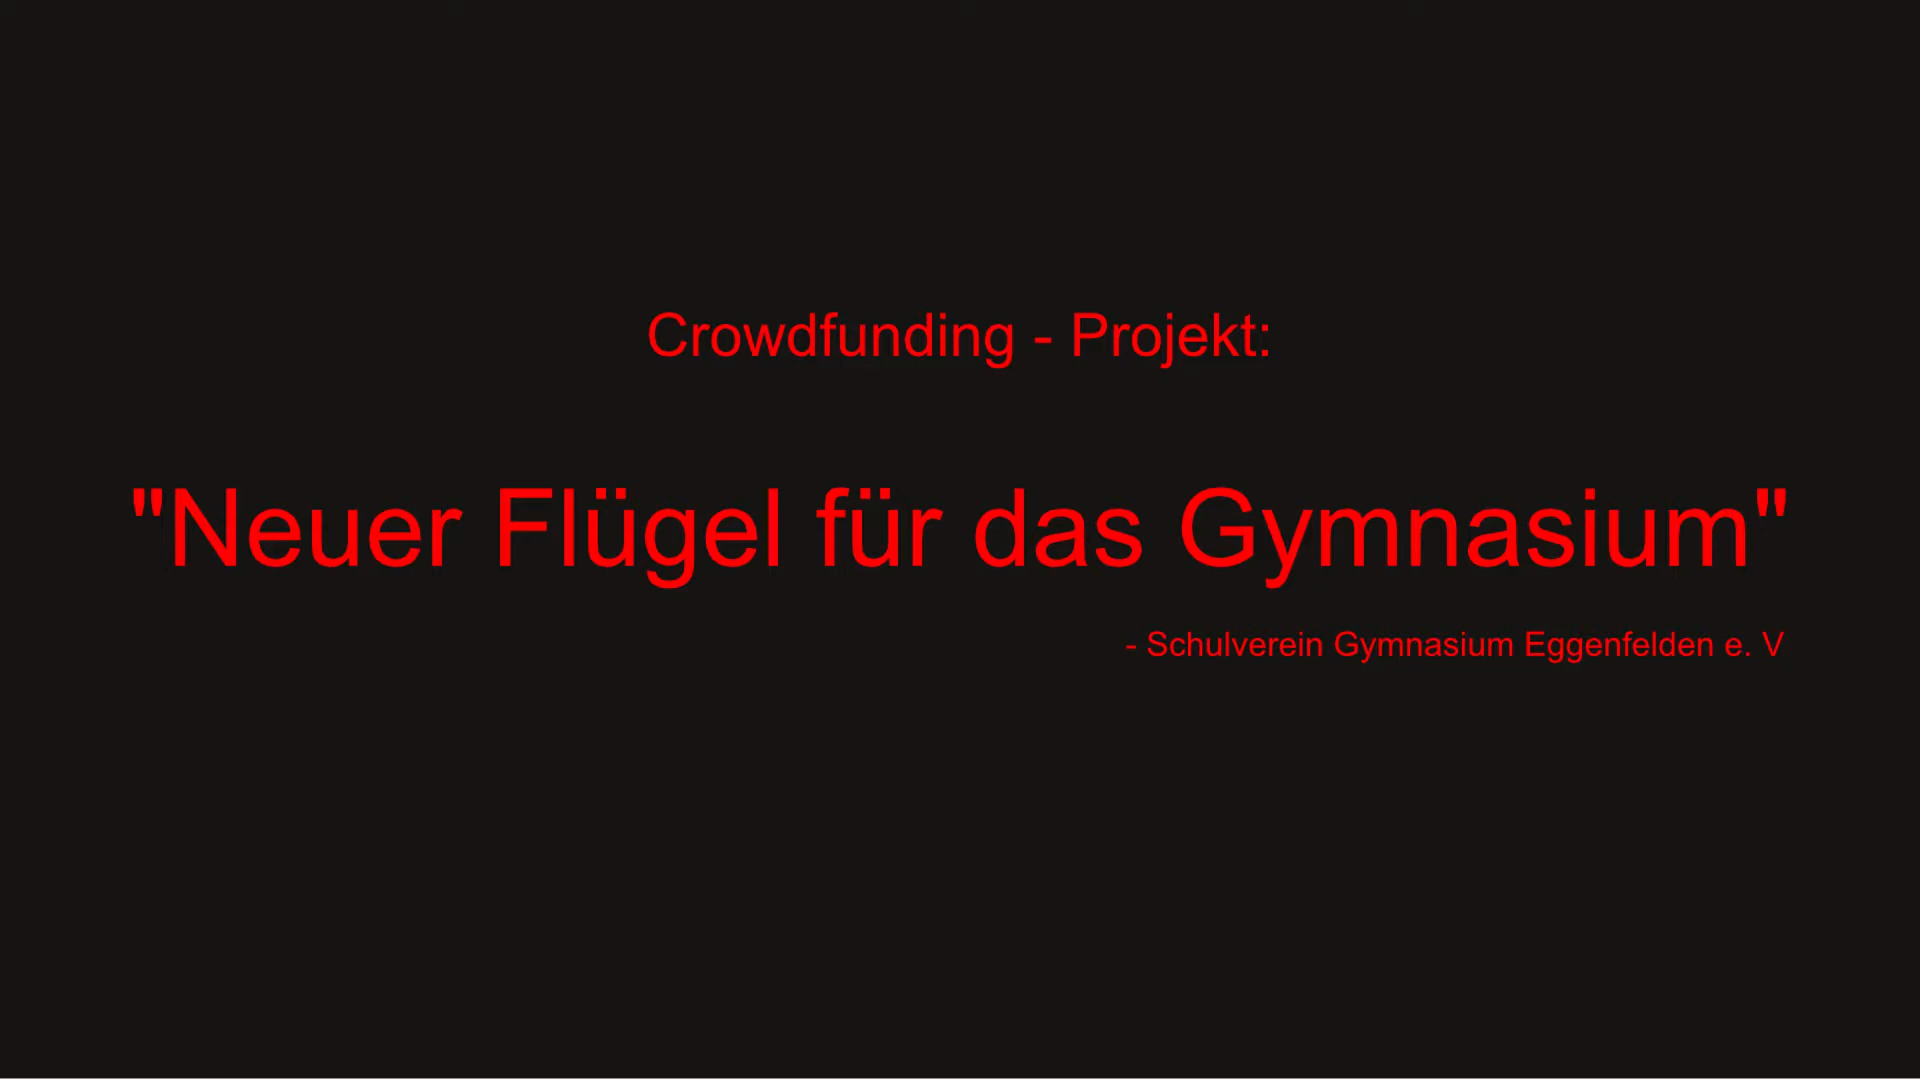 Crowdfunding - Projekt:
"Neuer Flügel für das Gymnasium"
- Schulverein Gymnasium Eggenfelden e. V